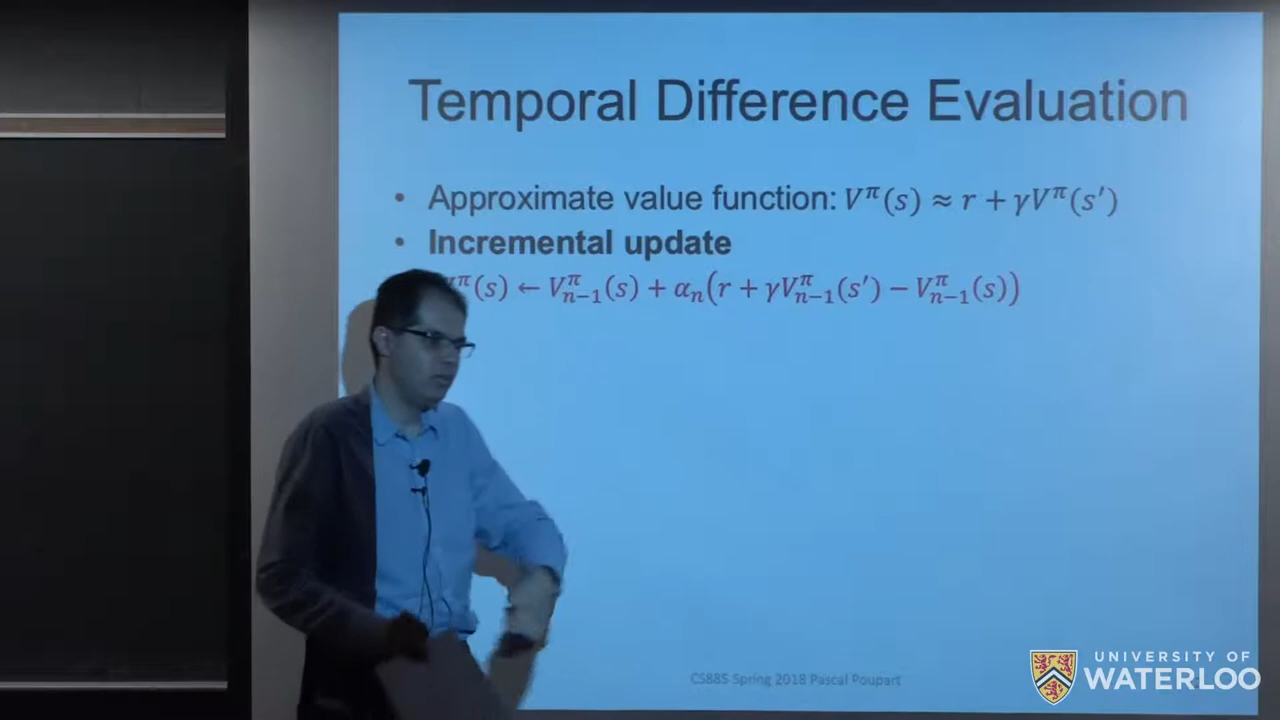 Temporal Difference Evaluation
• Approximate value function: V^π(s) ≈ r + γV^π(s′)
• Incremental update
π(s) ← V^π_{n−1}(s) + α_n(r + γV^π_{n−1}(s′) − V^π_{n−1}(s))
CS885 Spring 2018 Pascal Poupart
UNIVERSITY OF
WATERLOO